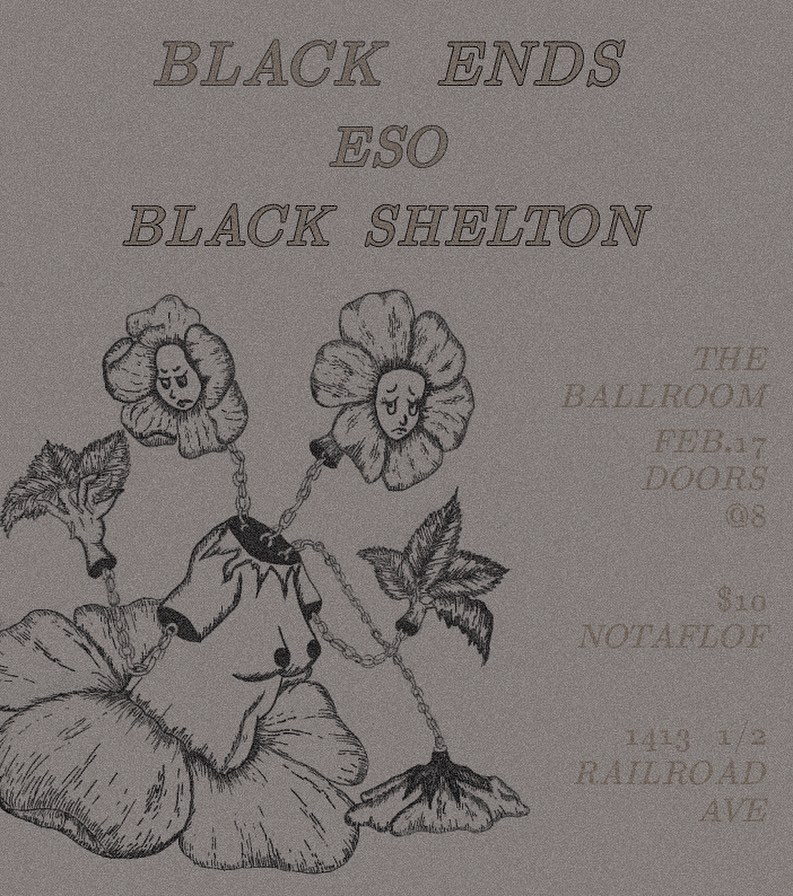 BLACK ENDS
ESO
BLACK SHELTON
THE
BALLROOM
FEB.17
DOORS
@8
$10
NOTAFLOF
1413 1/2
RAILROAD
AVE